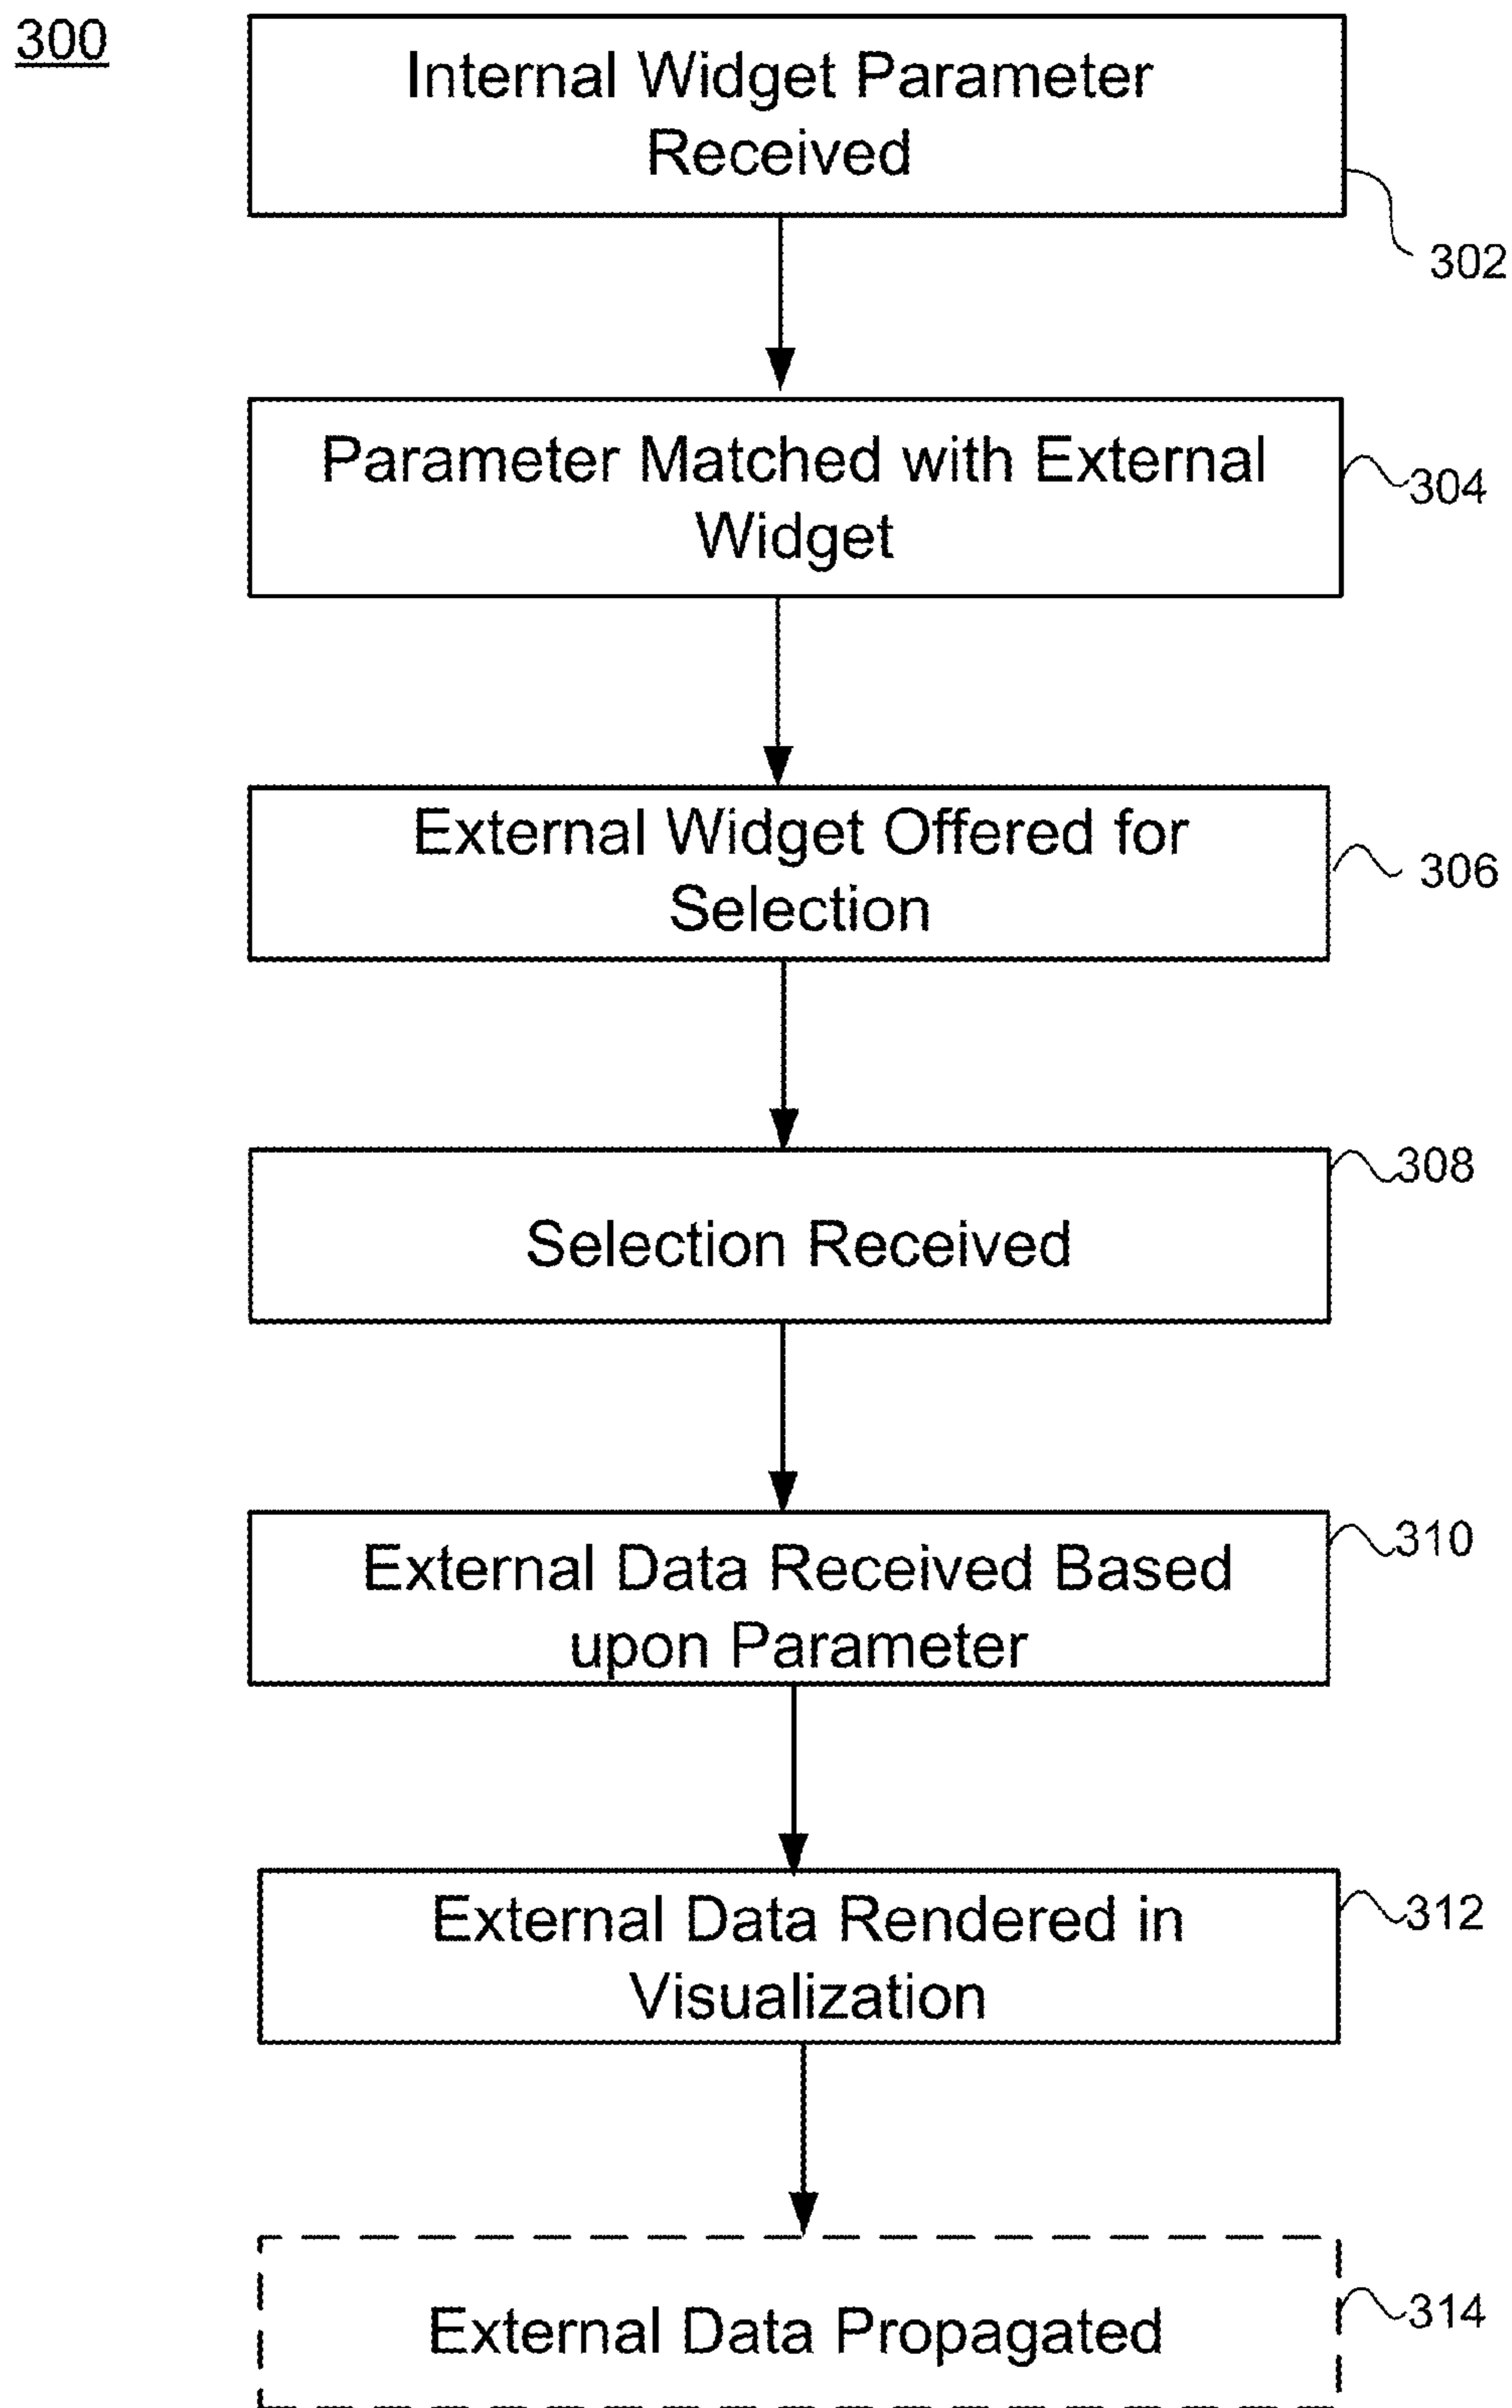 300
Internal Widget Parameter
Received
302
Parameter Matched with External
Widget
304
External Widget Offered for
Selection
306
308
Selection Received
310
External Data Received Based
upon Parameter
312
External Data Rendered in
Visualization
314
External Data Propagated